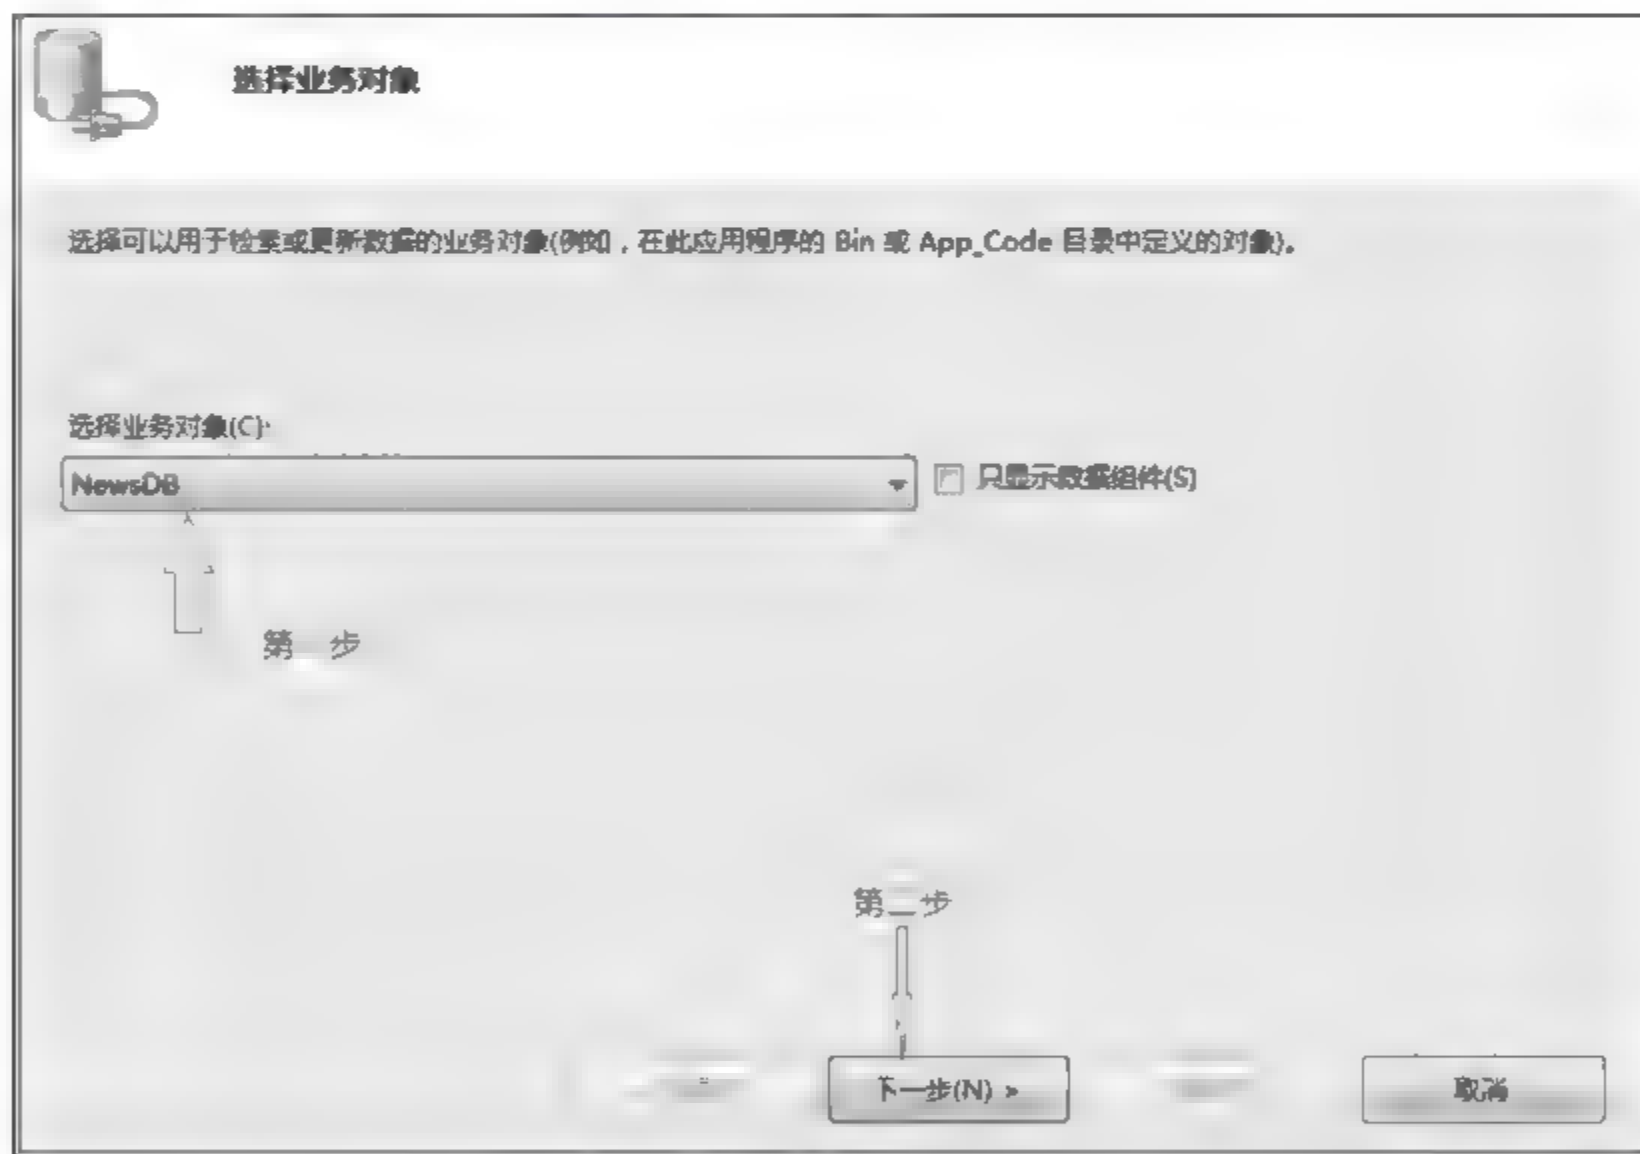 选择业务对象
选择可以用于检索或更新数据的业务对象(例如，在此应用程序的 Bin 或 App_Code 目录中定义的对象)。
选择业务对象(C):
NewsDB
只显示数据组件(S)
第一步
第二步
下一步(N) >
取消